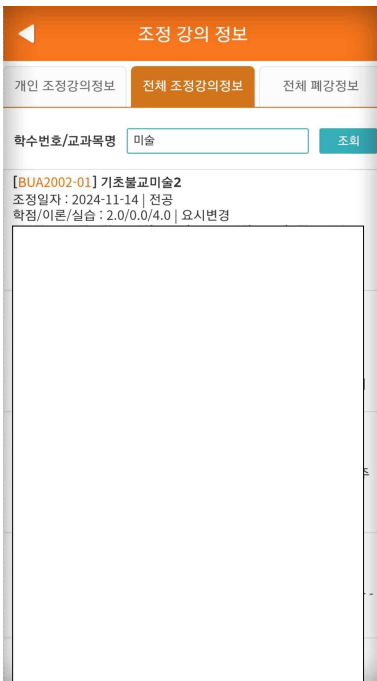 조정 강의 정보
개인 조정강의정보 전체 조정강의정보 전체 폐강정보
학수번호/교과목명 미술 조회
[BUA2002-01] 기초불교미술2
조정일자 : 2024-11-14 | 전공
학점/이론/실습 : 2.0/0.0/4.0 | 요시변경